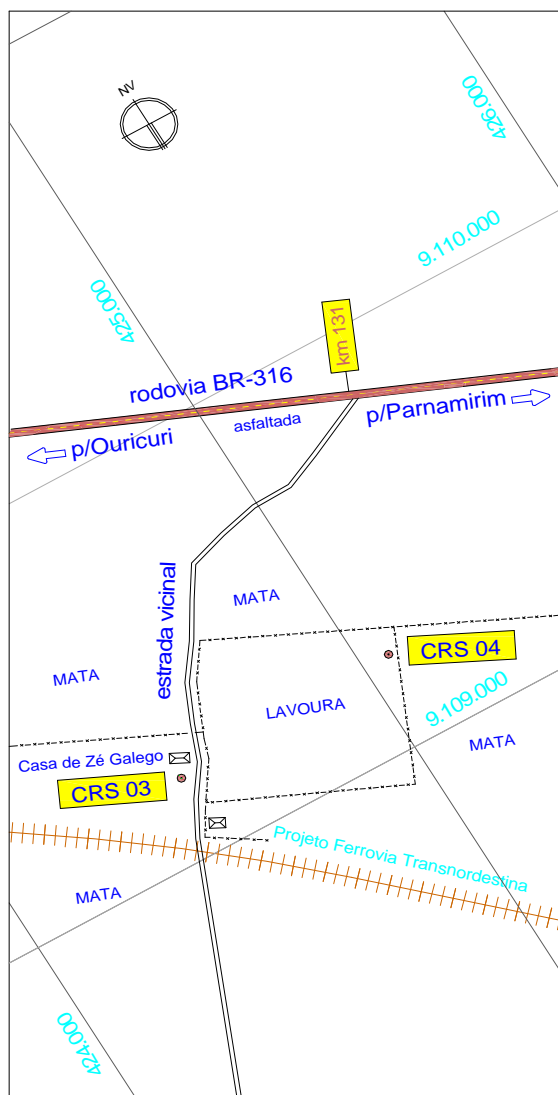 NV
426.000
9.110.000
425.000
km 131
rodovia BR-316
asfaltada
p/Parnamirim
p/Ouricuri
estrada vicinal
MATA
CRS 04
MATA
LAVOURA
9.109.000
MATA
Casa de Zé Galego
CRS 03
Projeto Ferrovia Transnordestina
MATA
424.000